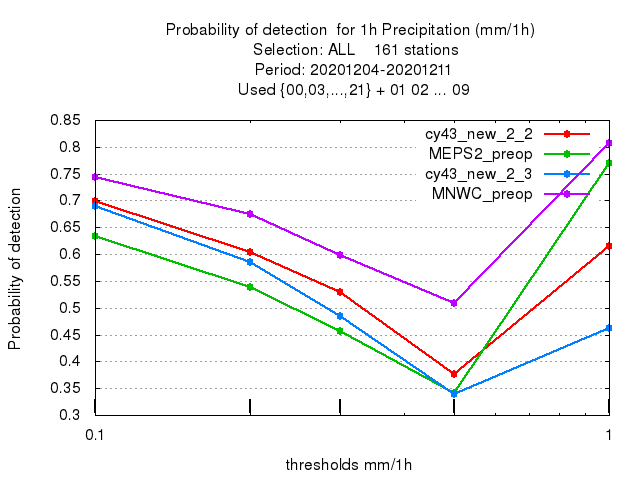 Probability of detection  for 1h Precipitation (mm/1h)
Selection: ALL    161 stations
Period: 20201204-20201211
Used {00,03,...,21} + 01 02 ... 09
0.85
0.8
0.75
0.7
0.65
0.6
0.55
0.5
0.45
0.4
0.35
0.3
Probability of detection
cy43_new_2_2
MEPS2_preop
cy43_new_2_3
MNWC_preop
0.1 1
thresholds mm/1h